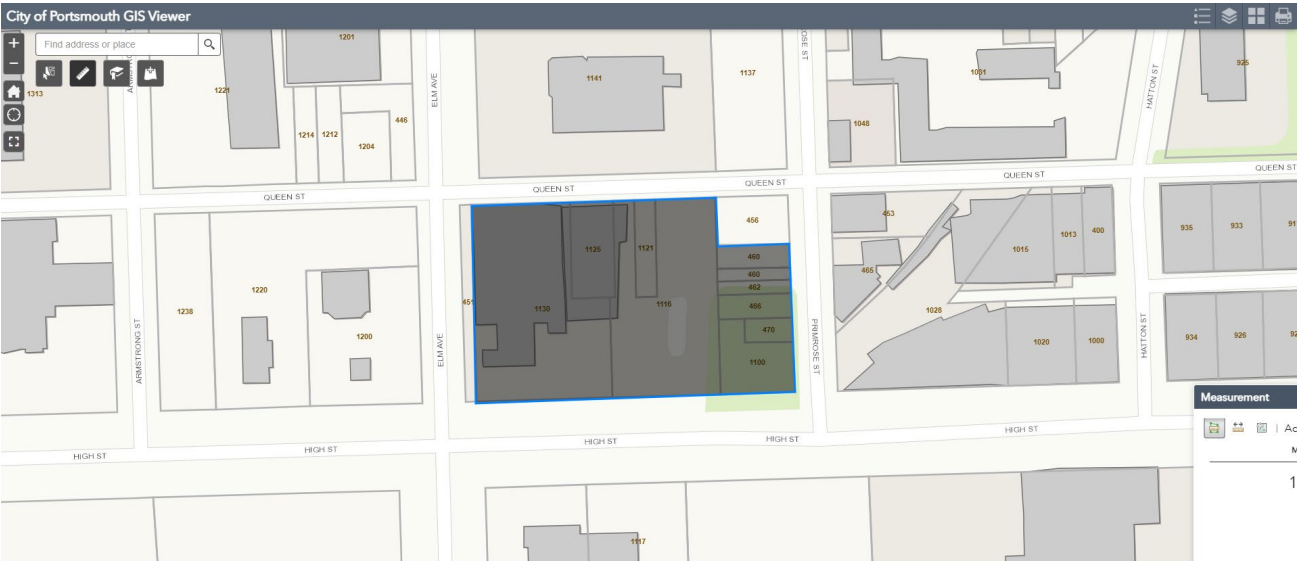 City of Portsmouth GIS Viewer
Find address or place
1201
1313
1221
1214
1212
1204
446
ELM AVE
1141
1137
1048
1031
HATTON ST
925
QUEEN ST
QUEEN ST
QUEEN ST
QUEEN ST
QUEEN ST
1238
1220
1200
ARMSTRONG ST
ELM AVE
451
1130
1125
1121
1116
456
460
460
462
466
470
1100
PRIMROSE ST
453
465
1028
1015
1013
400
1020
1000
HATTON ST
935
933
934
926
HIGH ST
HIGH ST
HIGH ST
HIGH ST
HIGH ST
1117
Measurement